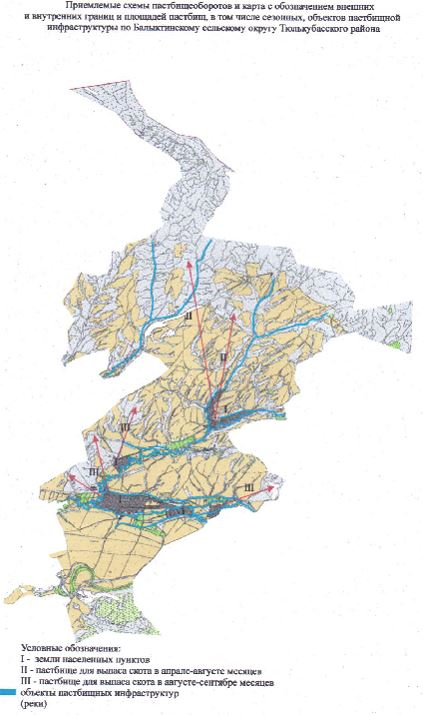 Приемлемые схемы пастбищеоборотов и карта с обозначением внешних
и внутренних границ и площадей пастбищ, в том числе сезонных, объектов пастбищной
инфраструктуры по Балыктинскому сельскому округу Тюлькубасского района
II
II
I
III
I
III
I
I
III
Условные обозначения:
I - земли населенных пунктов
II - пастбище для выпаса скота в апреле-августе месяцев
III - пастбище для выпаса скота в августе-сентябре месяцев
объекты пастбищных инфраструктур
(реки)